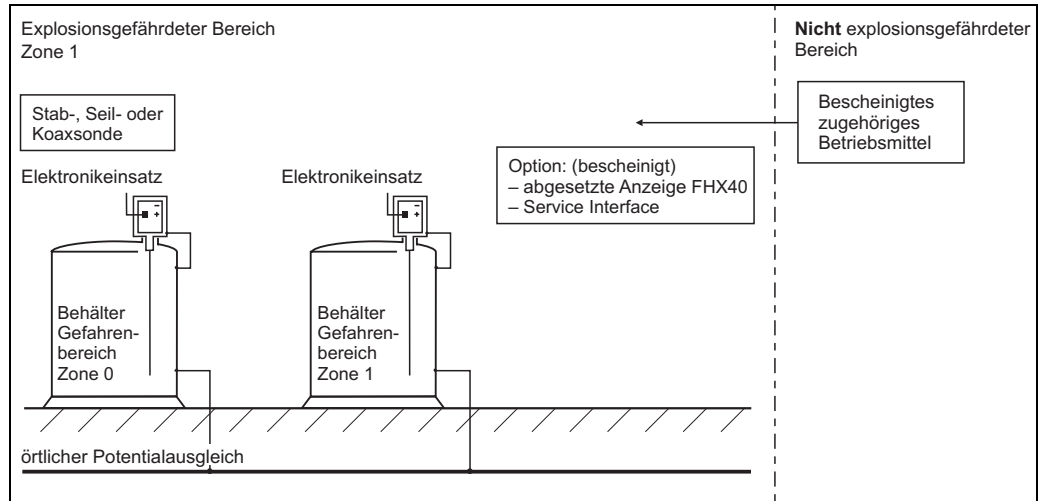 Explosionsgefährdeter Bereich
Zone 1
Nicht explosionsgefährdeter
Bereich
Stab-, Seil- oder
Koaxsonde
Bescheinigtes
zugehöriges
Betriebsmittel
Option: (bescheinigt)
– abgesetzte Anzeige FHX40
– Service Interface
Elektronikeinsatz
Elektronikeinsatz
Behälter
Gefahren-
bereich
Zone 0
Behälter
Gefahren-
bereich
Zone 1
örtlicher Potentialausgleich